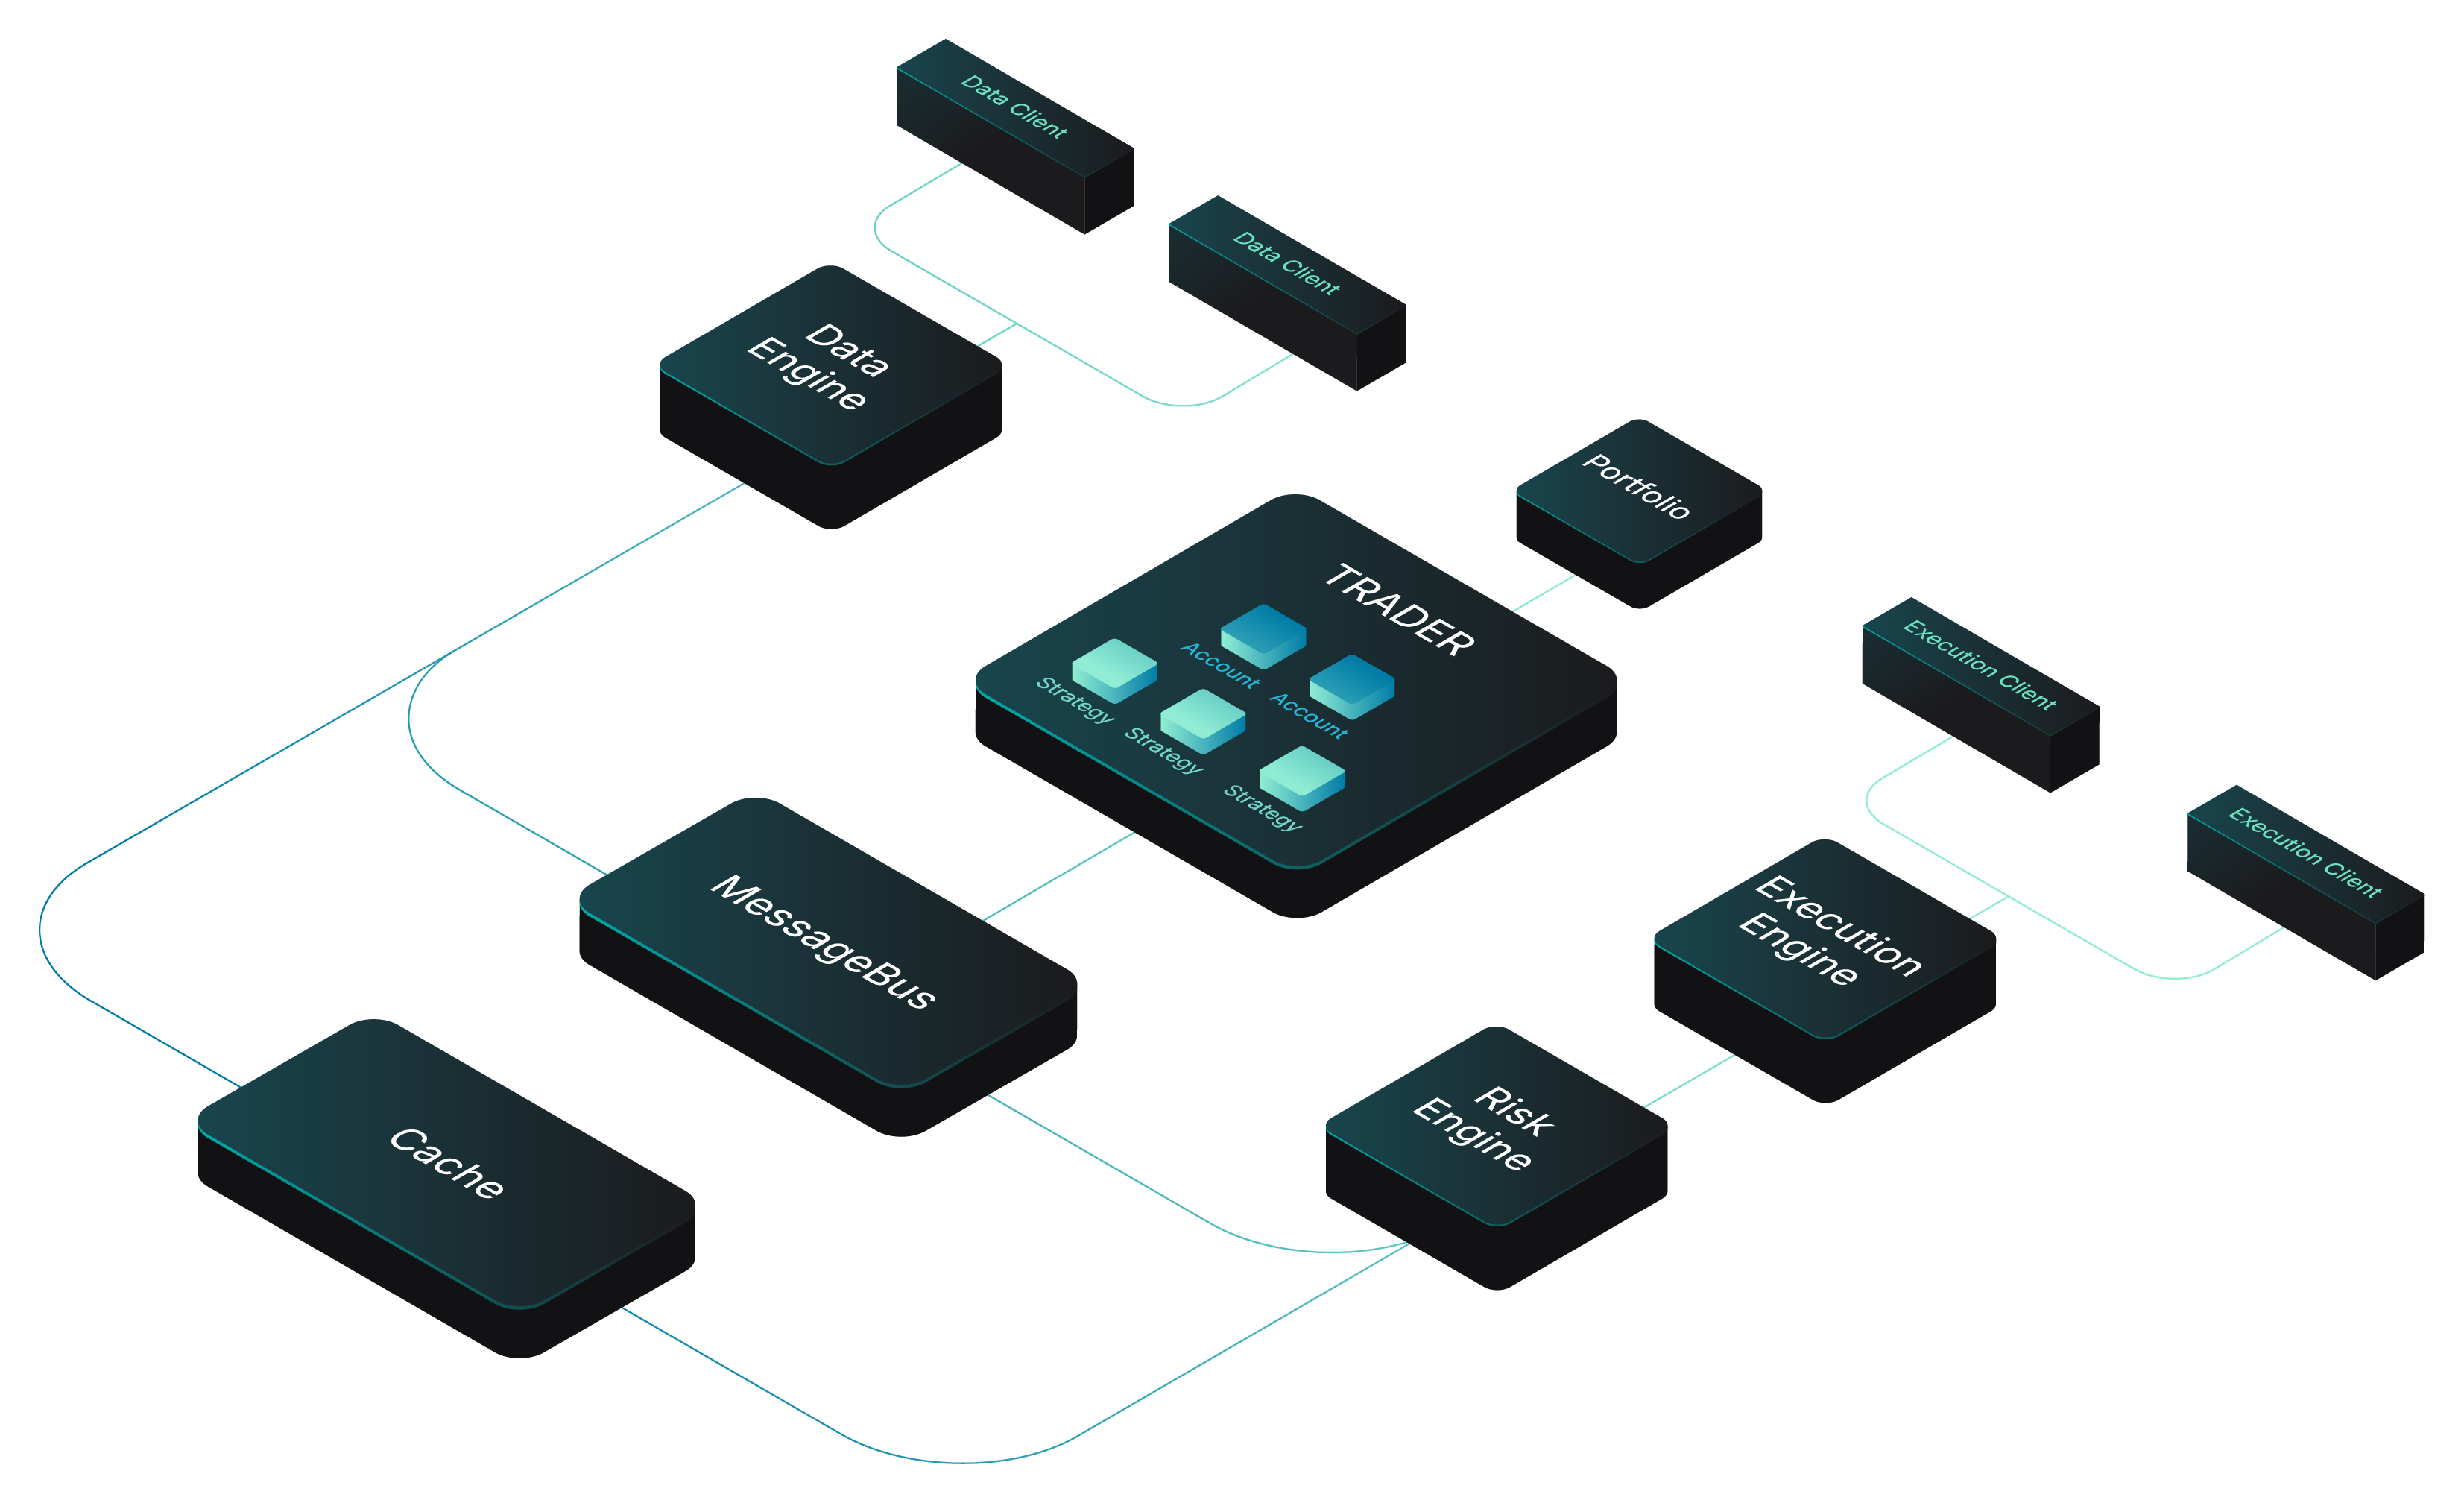 Data Client
Data Client
Data
Engine
Portfolio
TRADER
Account
Account
Strategy
Strategy
Strategy
Execution Client
Execution Client
MessageBus
Execution
Engine
Cache
Risk
Engine